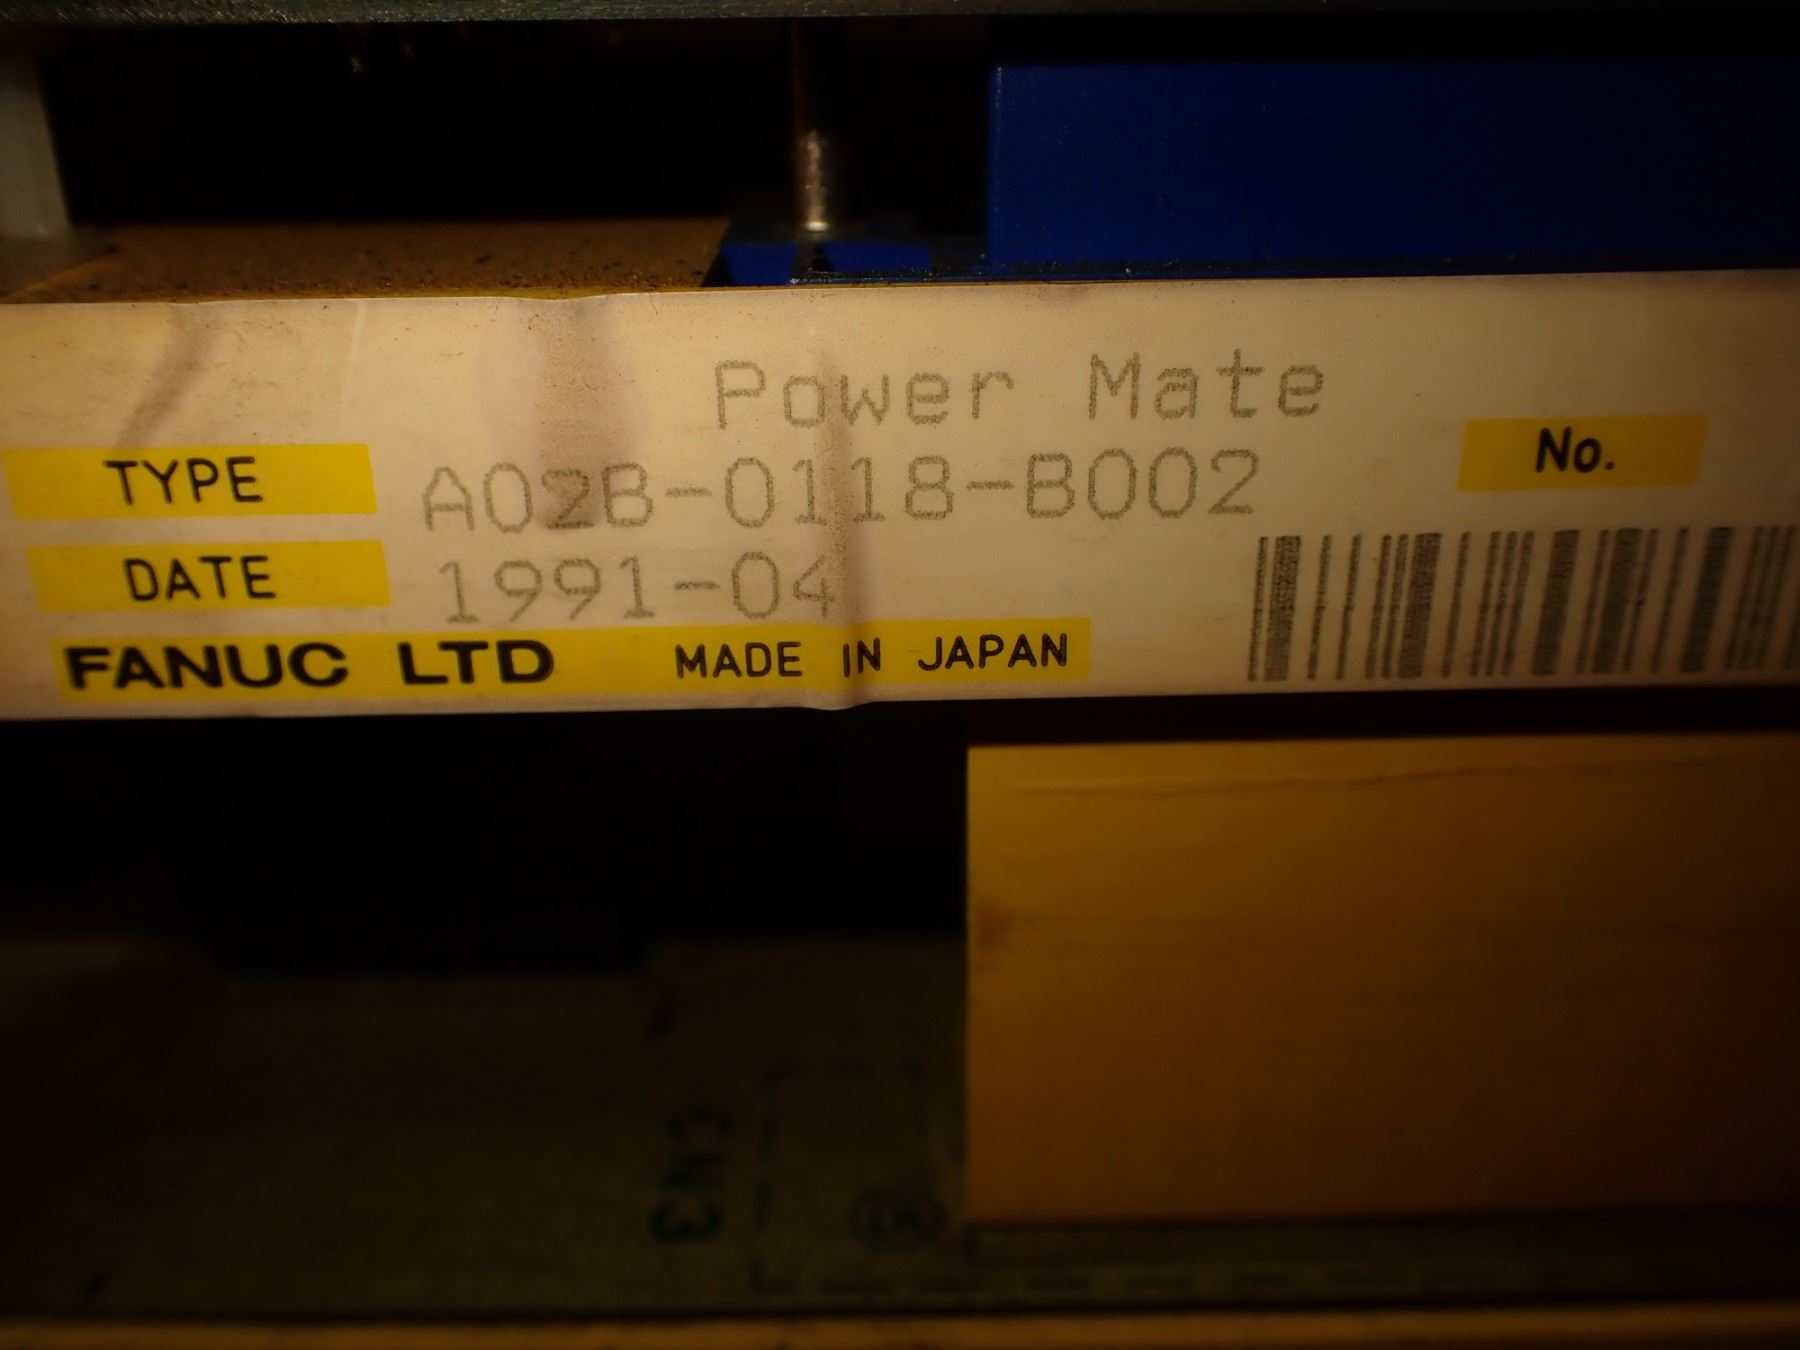 Power Mate
TYPE A02B-0118-B002 No.
DATE 1991-04
FANUC LTD MADE IN JAPAN
CN3